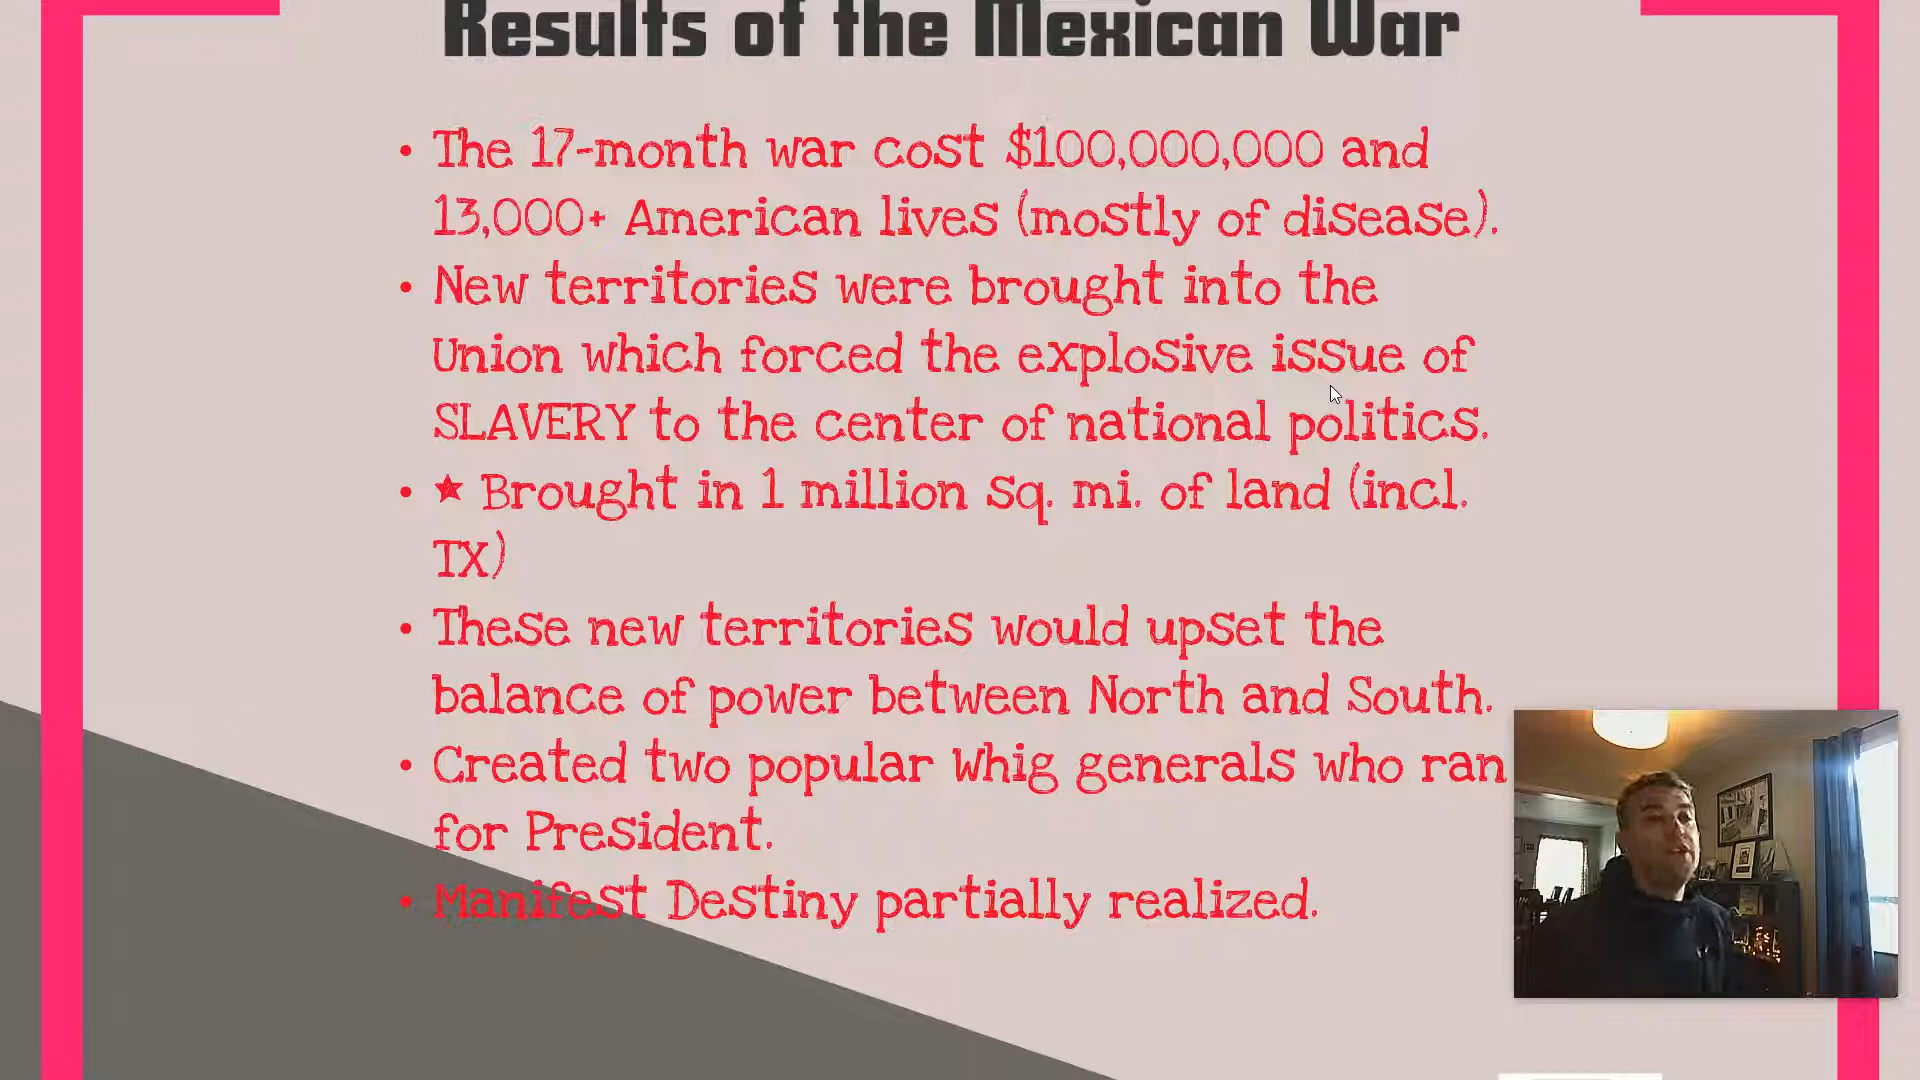 Results of the Mexican War
• The 17-month war cost $100,000,000 and
13,000+ American lives (mostly of disease).
• New territories were brought into the
Union which forced the explosive issue of
SLAVERY to the center of national politics.
• ★ Brought in 1 million sq. mi. of land (incl.
TX)
• These new territories would upset the
balance of power between North and South.
• Created two popular Whig generals who ran
for President.
• Manifest Destiny partially realized.